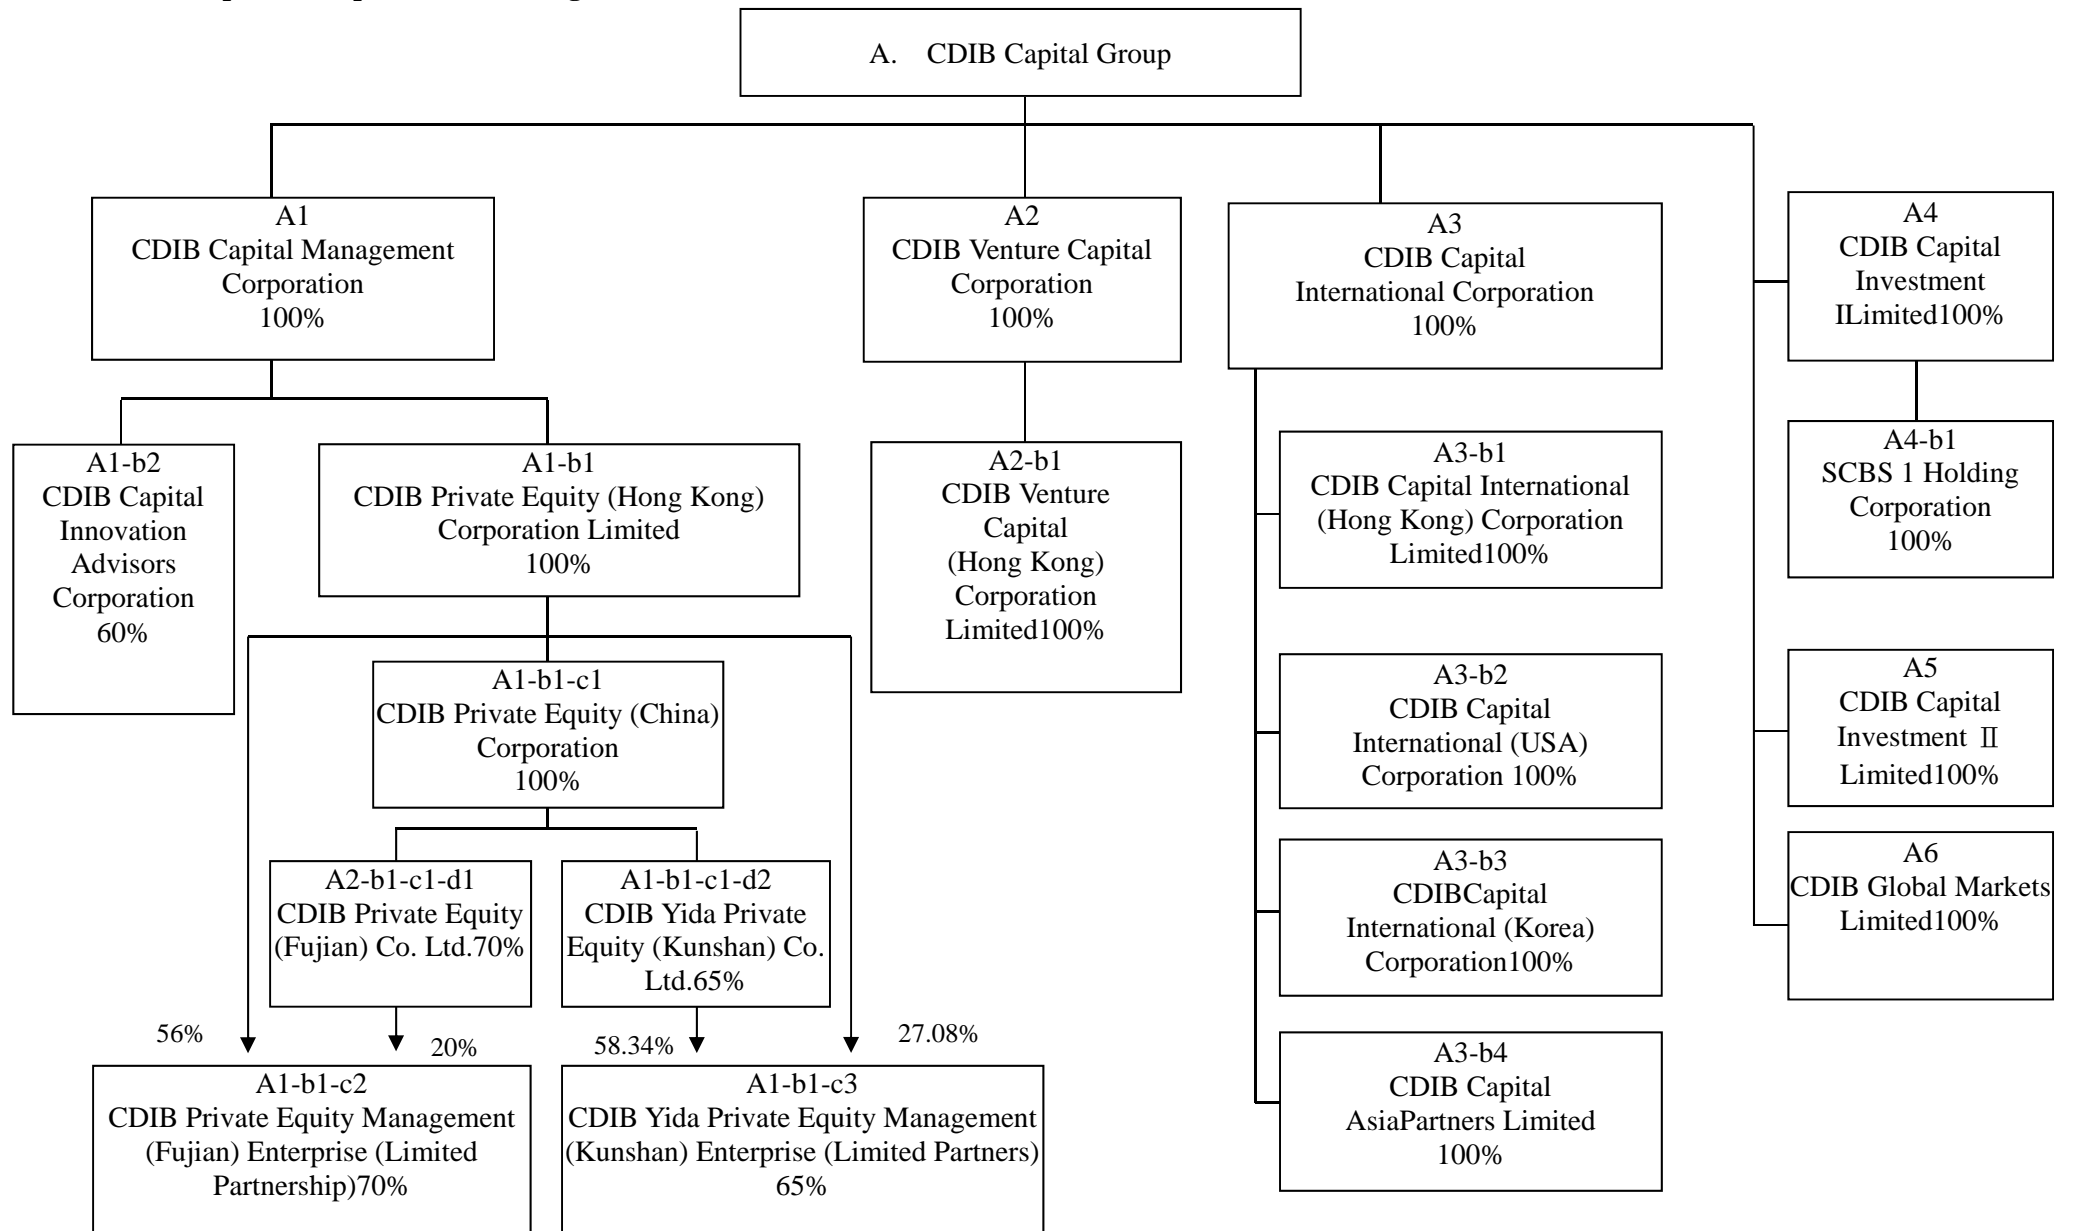 A. CDIB Capital Group
A1
CDIB Capital Management
Corporation
100%
A2
CDIB Venture Capital
Corporation
100%
A3
CDIB Capital
International Corporation
100%
A4
CDIB Capital
Investment
ILimited100%
A1-b2
CDIB Capital
Innovation
Advisors
Corporation
60%
A1-b1
CDIB Private Equity (Hong Kong)
Corporation Limited
100%
A2-b1
CDIB Venture
Capital
(Hong Kong)
Corporation
Limited100%
A3-b1
CDIB Capital International
(Hong Kong) Corporation
Limited100%
A4-b1
SCBS 1 Holding
Corporation
100%
A1-b1-c1
CDIB Private Equity (China)
Corporation
100%
A3-b2
CDIB Capital
International (USA)
Corporation 100%
A5
CDIB Capital
Investment Ⅱ
Limited100%
A2-b1-c1-d1
CDIB Private Equity
(Fujian) Co. Ltd.70%
A1-b1-c1-d2
CDIB Yida Private
Equity (Kunshan) Co.
Ltd.65%
A3-b3
CDIBCapital
International (Korea)
Corporation100%
A6
CDIB Global Markets
Limited100%
56%
20%
58.34%
27.08%
A1-b1-c2
CDIB Private Equity Management
(Fujian) Enterprise (Limited
Partnership)70%
A1-b1-c3
CDIB Yida Private Equity Management
(Kunshan) Enterprise (Limited Partners)
65%
A3-b4
CDIB Capital
AsiaPartners Limited
100%